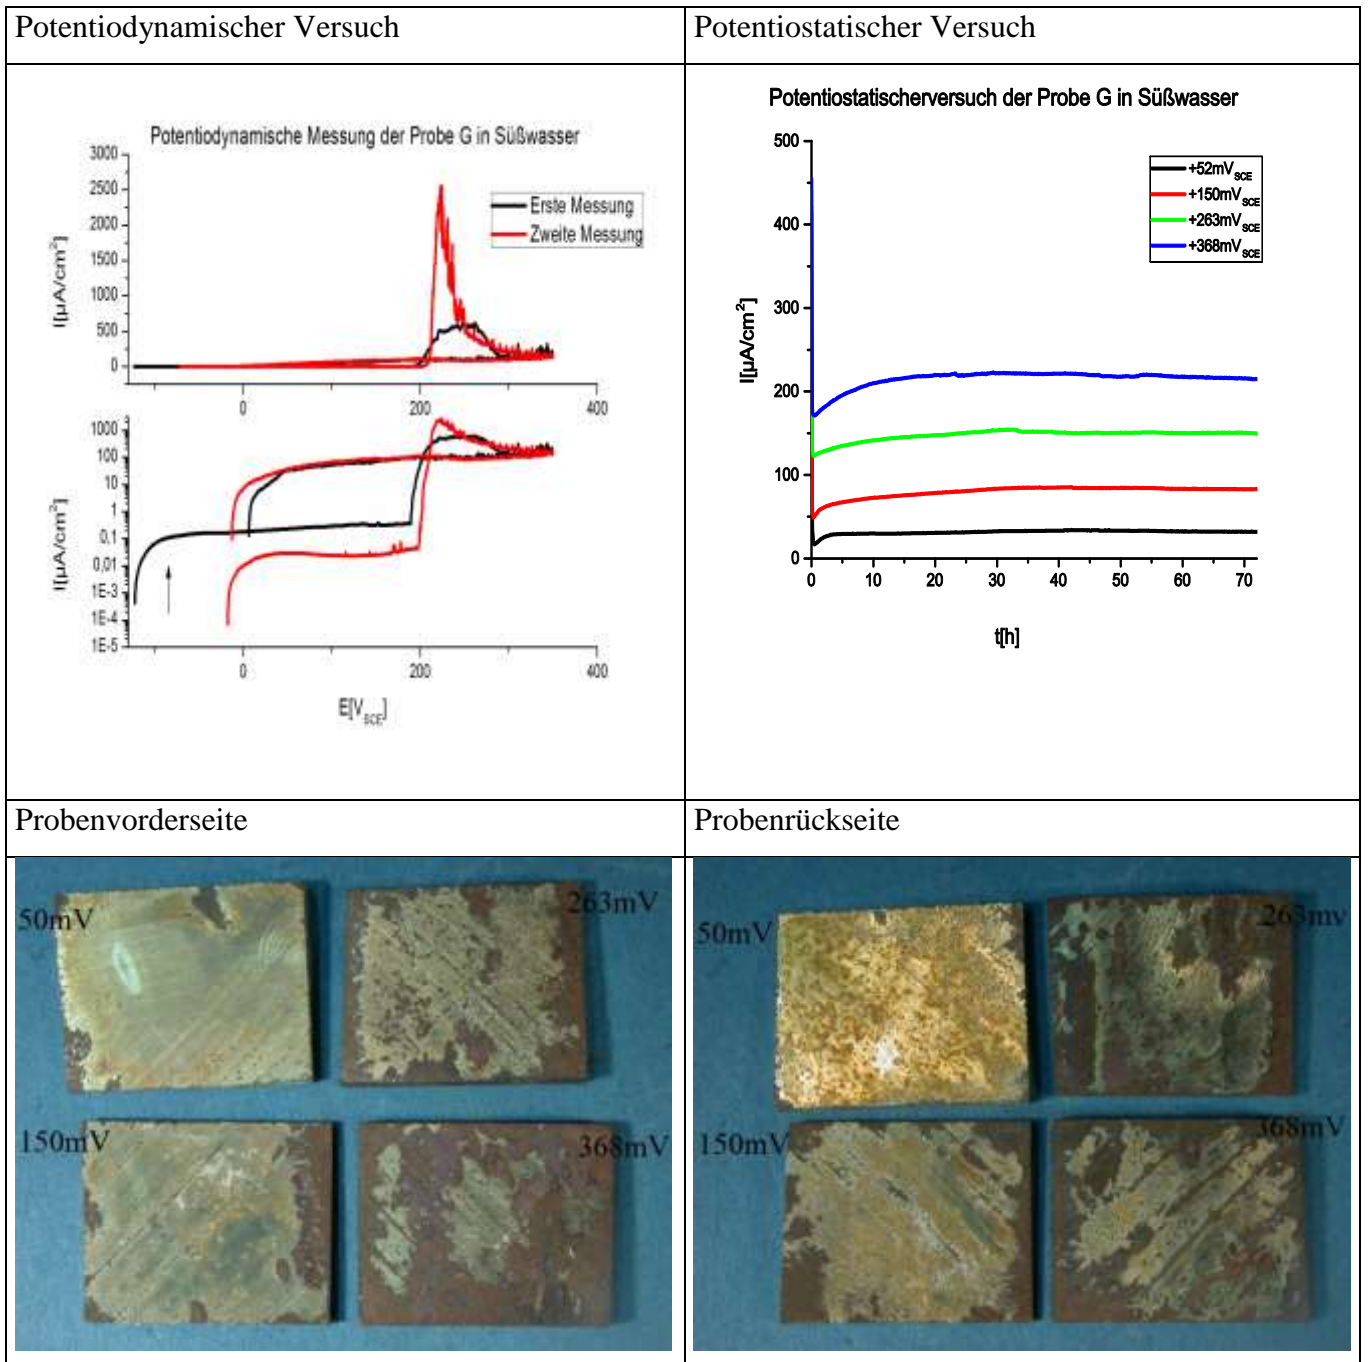 Potentiodynamischer Versuch
Potentiostatischer Versuch
Potentiodynamische Messung der Probe G in Süßwasser
3000
2500
2000
1500
1000
500
0
I[µA/cm²]
Erste Messung
Zweite Messung
0
200
400
1000
100
10
1
0.1
0,01
1E-3
1E-4
1E-5
I[µA/cm²]
0
200
400
E[V_SCE]
Potentiostatischerversuch der Probe G in Süßwasser
500
400
300
200
100
0
I[µA/cm²]
+52mV_SCE
+150mV_SCE
+263mV_SCE
+368mV_SCE
0 10 20 30 40 50 60 70
t[h]
Probenvorderseite
Probenrückseite
50mV
263mV
150mV
368mV
50mV
263mv
150mV
368mV